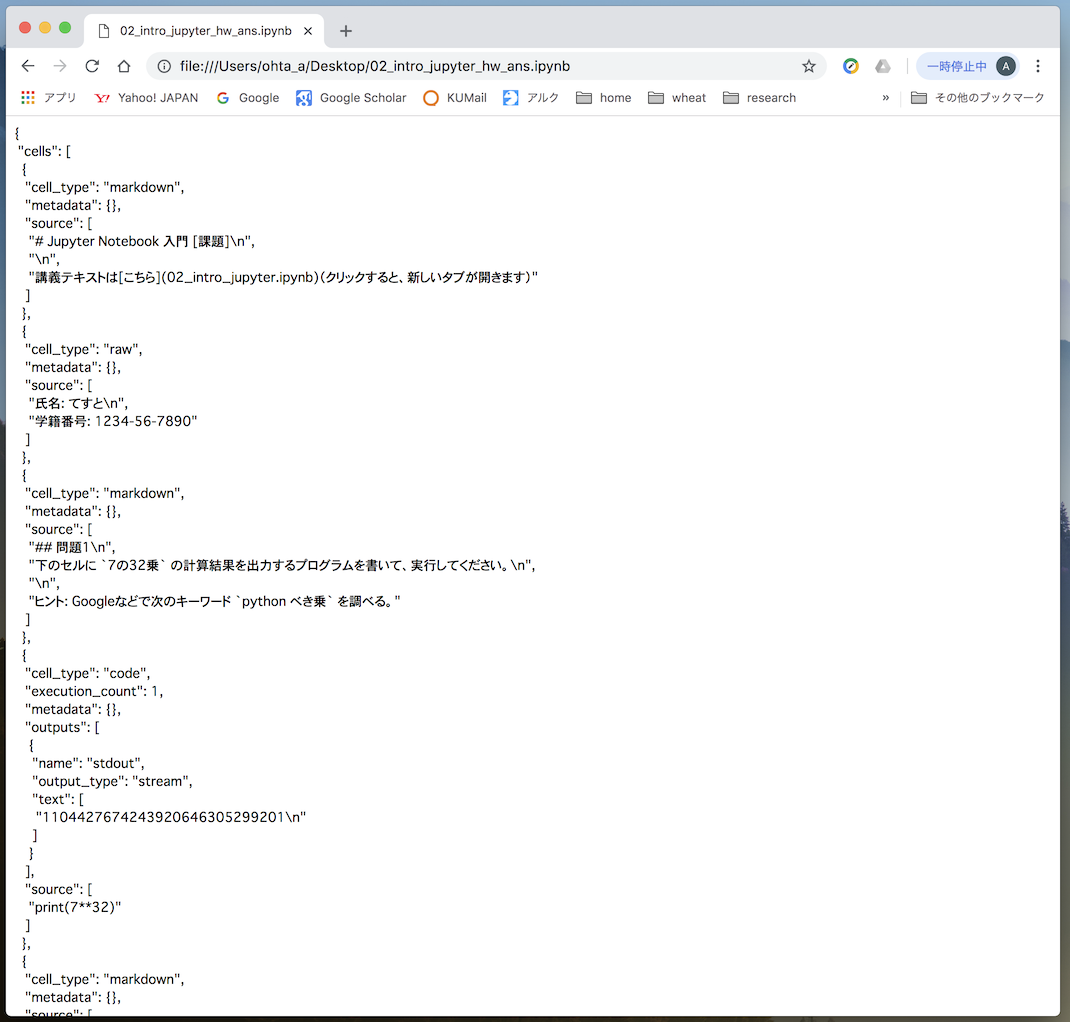 02_intro_jupyter_hw_ans.ipynb
file:///Users/ohta_a/Desktop/02_intro_jupyter_hw_ans.ipynb
一時停止中 A
アプリ Yahoo! JAPAN Google Google Scholar KUMail アルク home wheat research » その他のブックマーク
{
"cells": [
{
"cell_type": "markdown",
"metadata": {},
"source": [
"# Jupyter Notebook 入門 [課題]\n",
"\n",
"講義テキストは[こちら](02_intro_jupyter.ipynb)(クリックすると、新しいタブが開きます)"
]
},
{
"cell_type": "raw",
"metadata": {},
"source": [
"氏名: てすと\n",
"学籍番号: 1234-56-7890"
]
},
{
"cell_type": "markdown",
"metadata": {},
"source": [
"## 問題1\n",
"下のセルに `7の32乗` の計算結果を出力するプログラムを書いて、実行してください。\n",
"\n",
"ヒント: Googleなどで次のキーワード `python べき乗` を調べる。"
]
},
{
"cell_type": "code",
"execution_count": 1,
"metadata": {},
"outputs": [
{
"name": "stdout",
"output_type": "stream",
"text": [
"1104427674243920646305299201\n"
]
}
],
"source": [
"print(7**32)"
]
},
{
"cell_type": "markdown",
"metadata": {},
"source": [